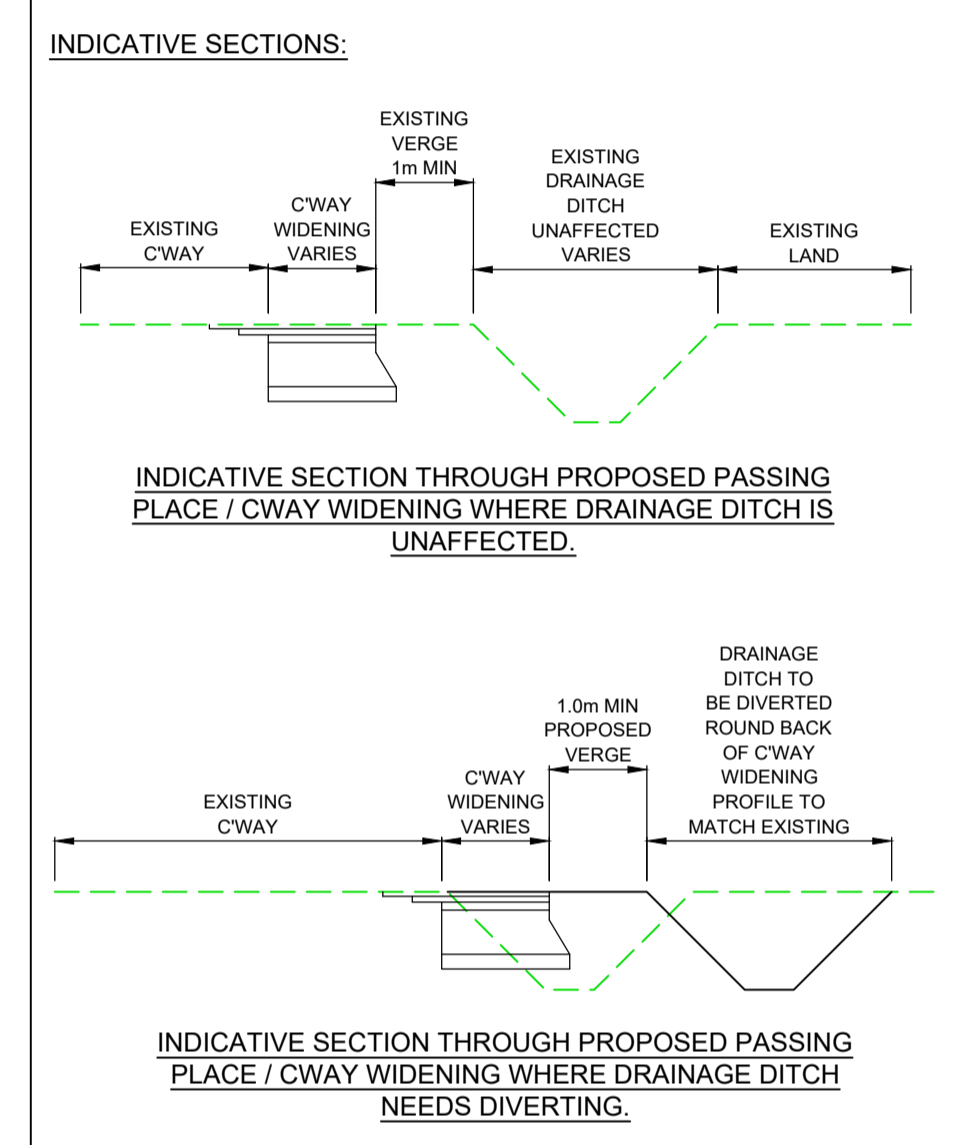 INDICATIVE SECTIONS:
EXISTING
C'WAY
C'WAY
WIDENING
VARIES
EXISTING
VERGE
1m MIN
EXISTING
DRAINAGE
DITCH
UNAFFECTED
VARIES
EXISTING
LAND
INDICATIVE SECTION THROUGH PROPOSED PASSING
PLACE / CWAY WIDENING WHERE DRAINAGE DITCH IS
UNAFFECTED.
EXISTING
C'WAY
C'WAY
WIDENING
VARIES
1.0m MIN
PROPOSED
VERGE
DRAINAGE
DITCH TO
BE DIVERTED
ROUND BACK
OF C'WAY
WIDENING
PROFILE TO
MATCH EXISTING
INDICATIVE SECTION THROUGH PROPOSED PASSING
PLACE / CWAY WIDENING WHERE DRAINAGE DITCH
NEEDS DIVERTING.